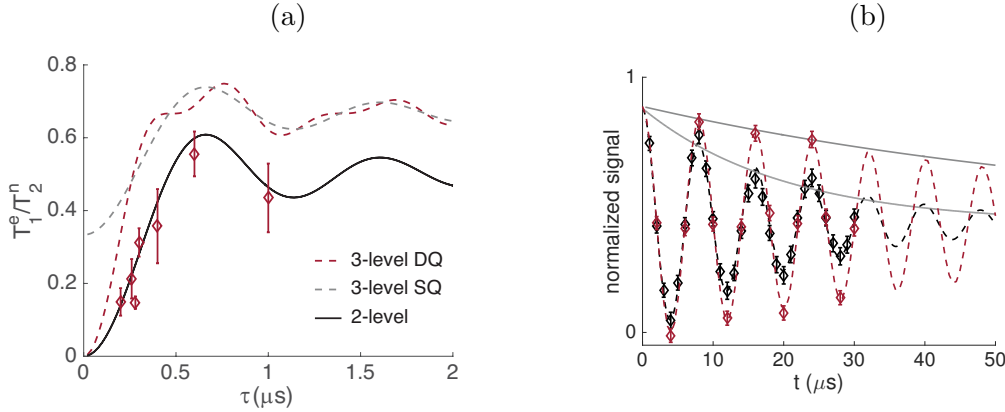 (a)
T₁ᵉ/T₂ⁿ
0.8
0.6
0.4
0.2
0
3-level DQ
3-level SQ
2-level
0 0.5 1 1.5 2
τ(μs)
(b)
normalized signal
1
0
0 10 20 30 40 50
t (μs)